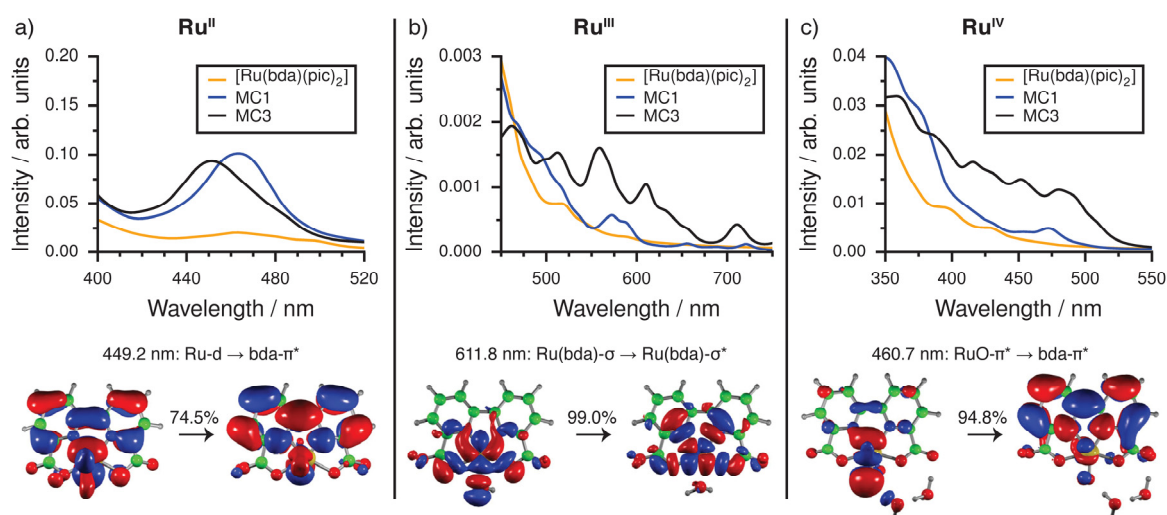 a) Ru^II
Intensity / arb. units
0.20
0.15
0.10
0.05
0.00
[Ru(bda)(pic)₂]
MC1
MC3
400 440 480 520
Wavelength / nm
449.2 nm: Ru-d → bda-π*
74.5%
b) Ru^III
Intensity / arb. units
0.003
0.002
0.001
0.000
[Ru(bda)(pic)₂]
MC1
MC3
500 600 700
Wavelength / nm
611.8 nm: Ru(bda)-σ → Ru(bda)-σ*
99.0%
c) Ru^IV
Intensity / arb. units
0.04
0.03
0.02
0.01
0.00
[Ru(bda)(pic)₂]
MC1
MC3
350 400 450 500 550
Wavelength / nm
460.7 nm: RuO-π* → bda-π*
94.8%